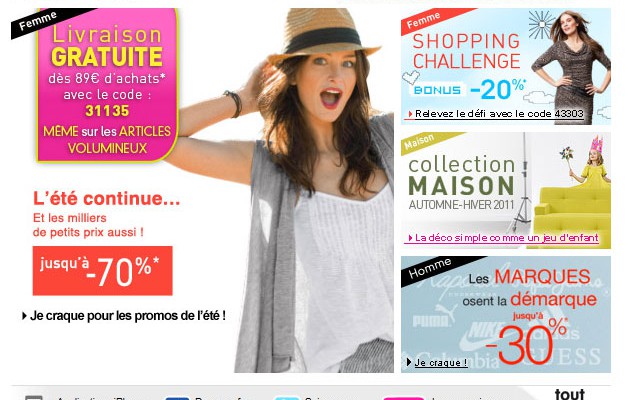 Femme
Livraison
GRATUITE
dès 89€ d'achats*
avec le code :
31135
MÊME sur les ARTICLES
VOLUMINEUX
L'été continue...
Et les milliers
de petits prix aussi !
jusqu'à -70%*
Je craque pour les promos de l'été !
Femme
SHOPPING
CHALLENGE
BONUS -20%*
Relevez le défi avec le code 43303
Maison
collection
MAISON
AUTOMNE-HIVER 2011
La déco simple comme un jeu d'enfant
Homme
Les MARQUES
osent la démarque
jusqu'à
-30%*
PUMA
NIKE
adidas
Columbia
GUESS
Je craque !
tout